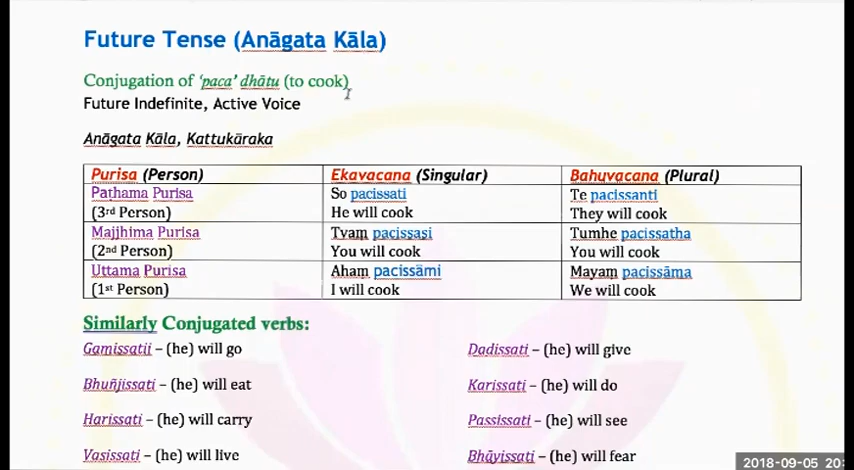 Future Tense (Anāgata Kāla)
Conjugation of ‘paca’ dhātu (to cook)
Future Indefinite, Active Voice
Anāgata Kāla, Kattukāraka
Purisa (Person) Ekavacana (Singular) Bahuvacana (Plural)
Paṭhama Purisa So pacissati Te pacissanti
(3rd Person) He will cook They will cook
Majjhima Purisa Tvaṃ pacissasi Tumhe pacissatha
(2nd Person) You will cook You will cook
Uttama Purisa Ahaṃ pacissāmi Mayaṃ pacissāma
(1st Person) I will cook We will cook
Similarly Conjugated verbs:
Gamissatii – (he) will go Dadissati – (he) will give
Bhuñjissati – (he) will eat Karissati – (he) will do
Harissati – (he) will carry Passissati – (he) will see
Vasissati – (he) will live Bhāyissati – (he) will fear
2018-09-05 20: